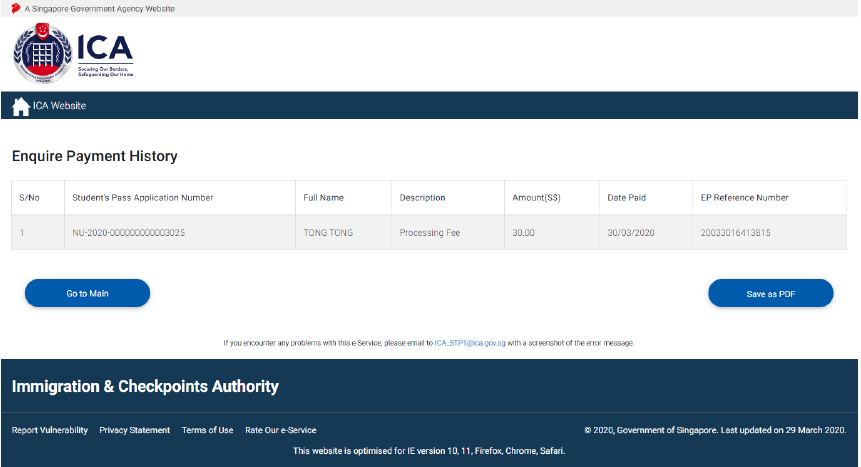 A Singapore Government Agency Website
ICA
Securing Our Borders,
Safeguarding Our Home
ICA Website
Enquire Payment History
S/No Student's Pass Application Number Full Name Description Amount(S$) Date Paid EP Reference Number
1 NU-2020-000000000003025 TONG TONG Processing Fee 30.00 30/03/2020 20033016413815
Go to Main Save as PDF
If you encounter any problems with this e-Service, please email to ICA_STP1@ica.gov.sg with a screenshot of the error message.
Immigration & Checkpoints Authority
Report Vulnerability Privacy Statement Terms of Use Rate Our e-Service © 2020, Government of Singapore. Last updated on 29 March 2020.
This website is optimised for IE version 10, 11, Firefox, Chrome, Safari.